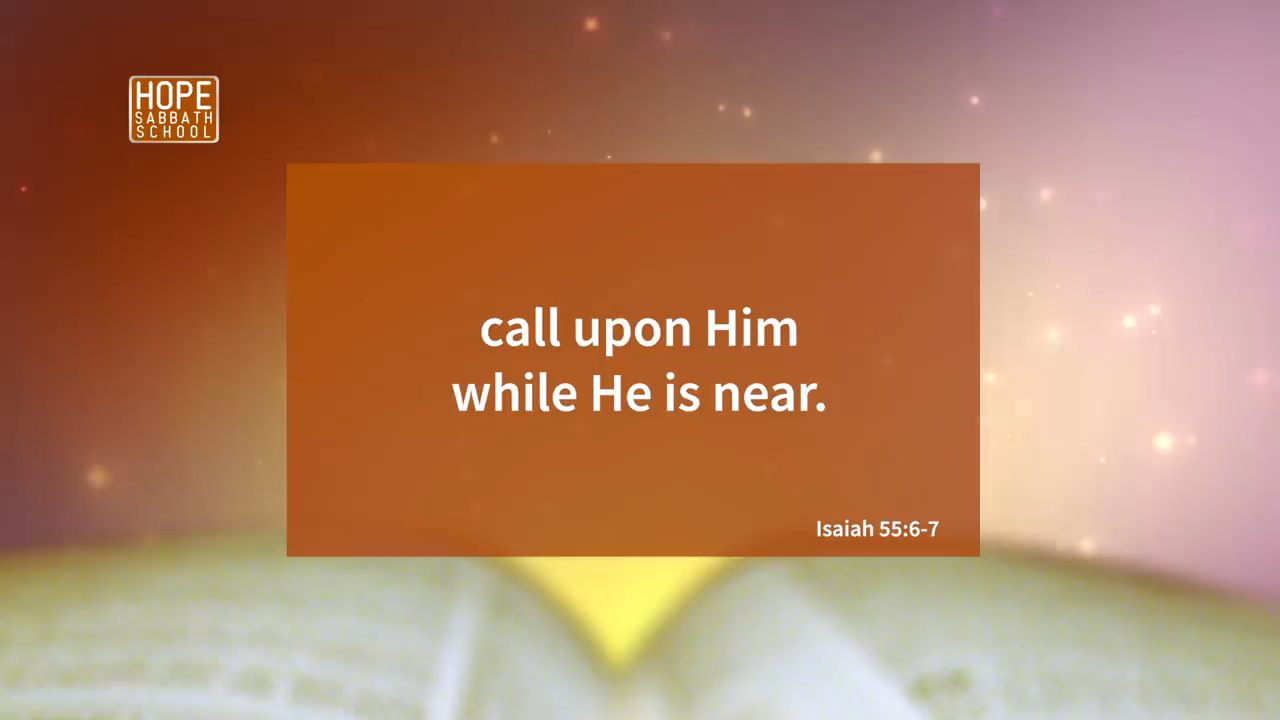 HOPE
SABBATH
SCHOOL
call upon Him
while He is near.
Isaiah 55:6-7